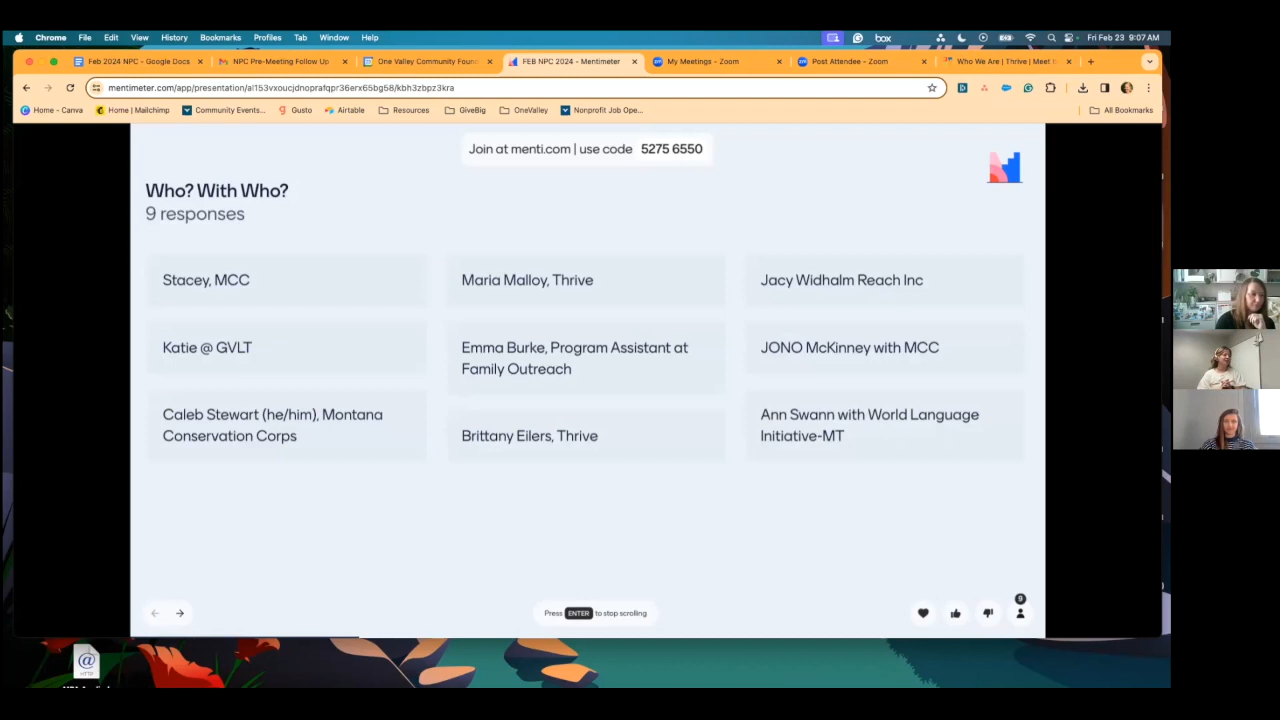 Chrome File Edit View History Bookmarks Profiles Tab Window Help box Fri Feb 23 9:07 AM
Feb 2024 NPC - Google Docs NPC Pre-Meeting Follow Up One Valley Community Foun FEB NPC 2024 - Mentimeter My Meetings - Zoom Post Attendee - Zoom Who We Are | Thrive | Meet t
mentimeter.com/app/presentation/al153vxoucjdnoprafqpr36erx65bg58/kbh3zbpz3kra
Home - Canva Home | Mailchimp Community Events... Gusto Airtable Resources GiveBig OneValley Nonprofit Job Ope... All Bookmarks
Join at menti.com | use code 5275 6550
Who? With Who?
9 responses
Stacey, MCC
Maria Malloy, Thrive
Jacy Widhalm Reach Inc
Katie @ GVLT
Emma Burke, Program Assistant at
Family Outreach
JONO McKinney with MCC
Caleb Stewart (he/him), Montana
Conservation Corps
Brittany Eilers, Thrive
Ann Swann with World Language
Initiative-MT
9
Press ENTER to stop scrolling
@
HTTP